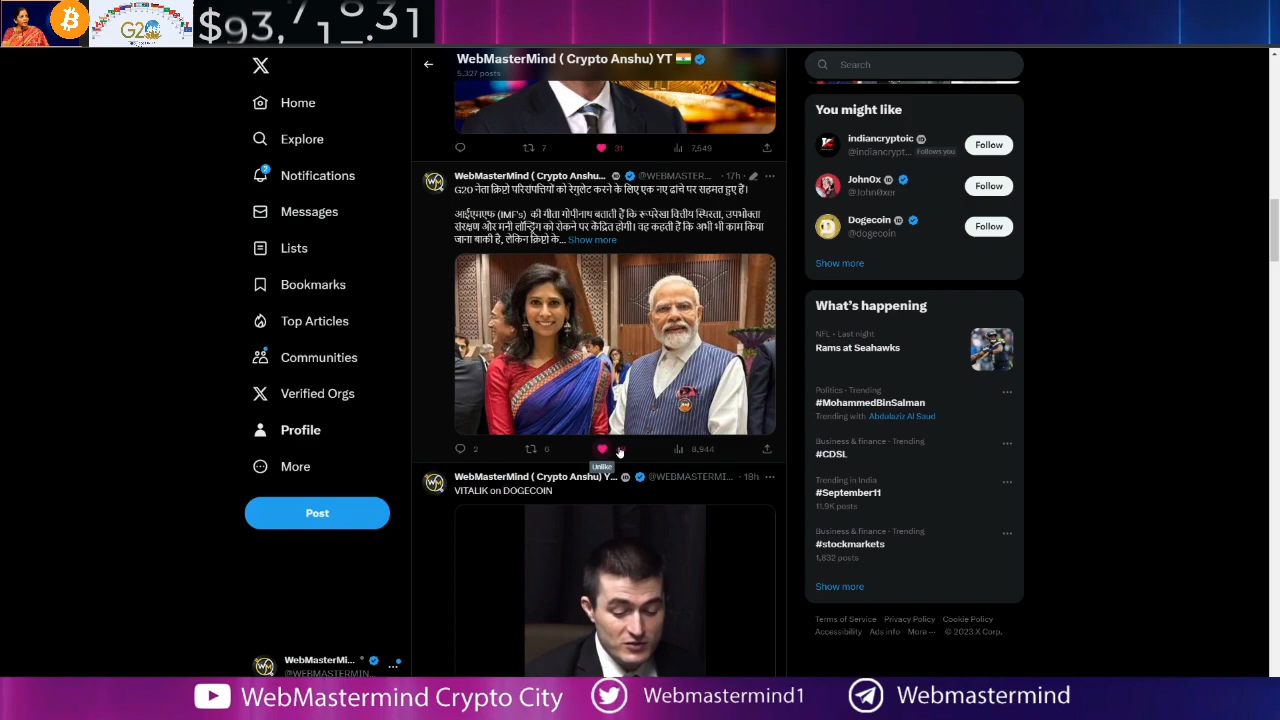 G20
WebMasterMind ( Crypto Anshu) YT
5,327 posts
Search
Home
Explore
Notifications
2
Messages
Lists
Bookmarks
Top Articles
Communities
Verified Orgs
Profile
More
Post
WebMasterMi...
@WEBMASTERMIN...
7
31
7,549
WebMasterMind ( Crypto Anshu... @WEBMASTER... · 17h
G20 नेता क्रिप्टो परिसंपत्तियों को रेगुलेट करने के लिए एक नए ढांचे पर सहमत हुए हैं।
आईएमएफ (IMF's) की गीता गोपीनाथ बताती हैं कि रूपरेखा वित्तीय स्थिरता, उपभोक्ता
संरक्षण और मनी लॉन्ड्रिंग को रोकने पर केंद्रित होगी। वह कहती हैं कि अभी भी काम किया
जाना बाकी है, लेकिन क्रिप्टो के... Show more
2
6
8,944
Unlike
WebMasterMind ( Crypto Anshu) Y... @WEBMASTERMI... · 18h
VITALIK on DOGECOIN
You might like
indiancryptoic
@indiancrypt... Follows you
Follow
John0x
@John0xer
Follow
Dogecoin
@dogecoin
Follow
Show more
What's happening
NFL · Last night
Rams at Seahawks
Politics · Trending
#MohammedBinSalman
Trending with Abdulaziz Al Saud
Business & finance · Trending
#CDSL
Trending in India
#September11
11.9K posts
Business & finance · Trending
#stockmarkets
1,832 posts
Show more
Terms of Service Privacy Policy Cookie Policy
Accessibility Ads info More ··· © 2023 X Corp.
WebMastermind Crypto City
Webmastermind1
Webmastermind